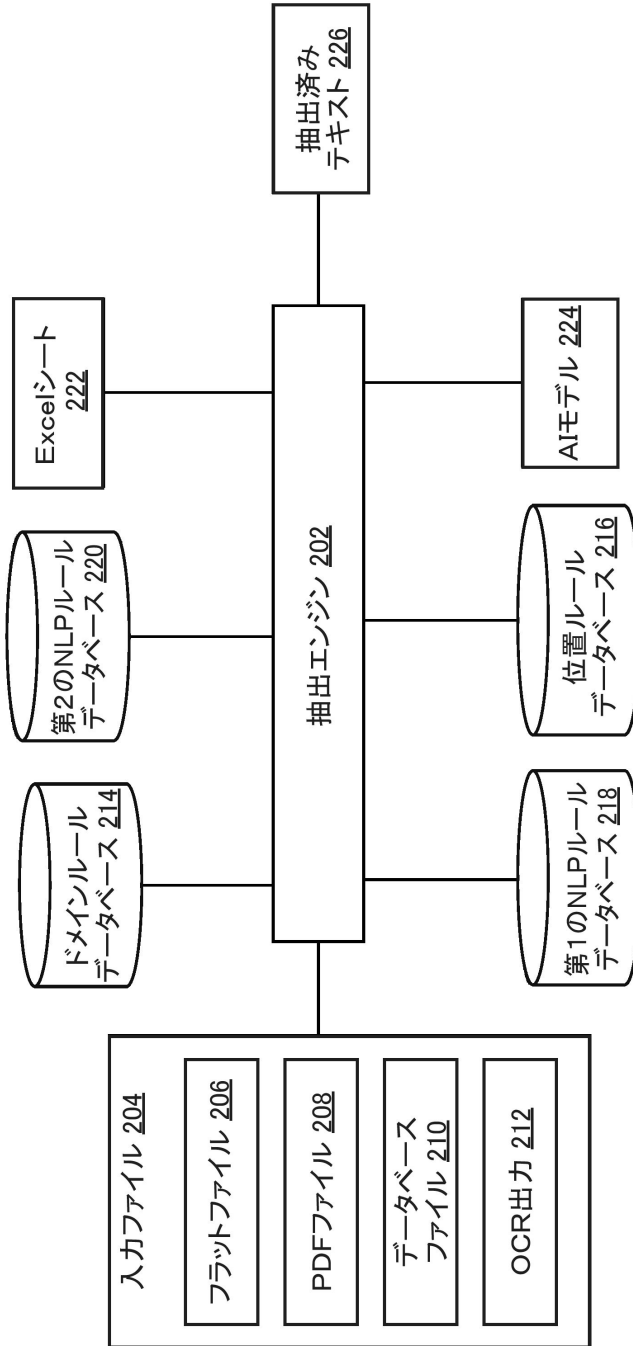 入力ファイル 204
フラットファイル 206
PDFファイル 208
データベース
ファイル 210
OCR出力 212
ドメインルール
データベース 214
第2のNLPルール
データベース 220
Excelシート
222
抽出エンジン 202
第1のNLPルール
データベース 218
位置ルール
データベース 216
AIモデル 224
抽出済み
テキスト 226